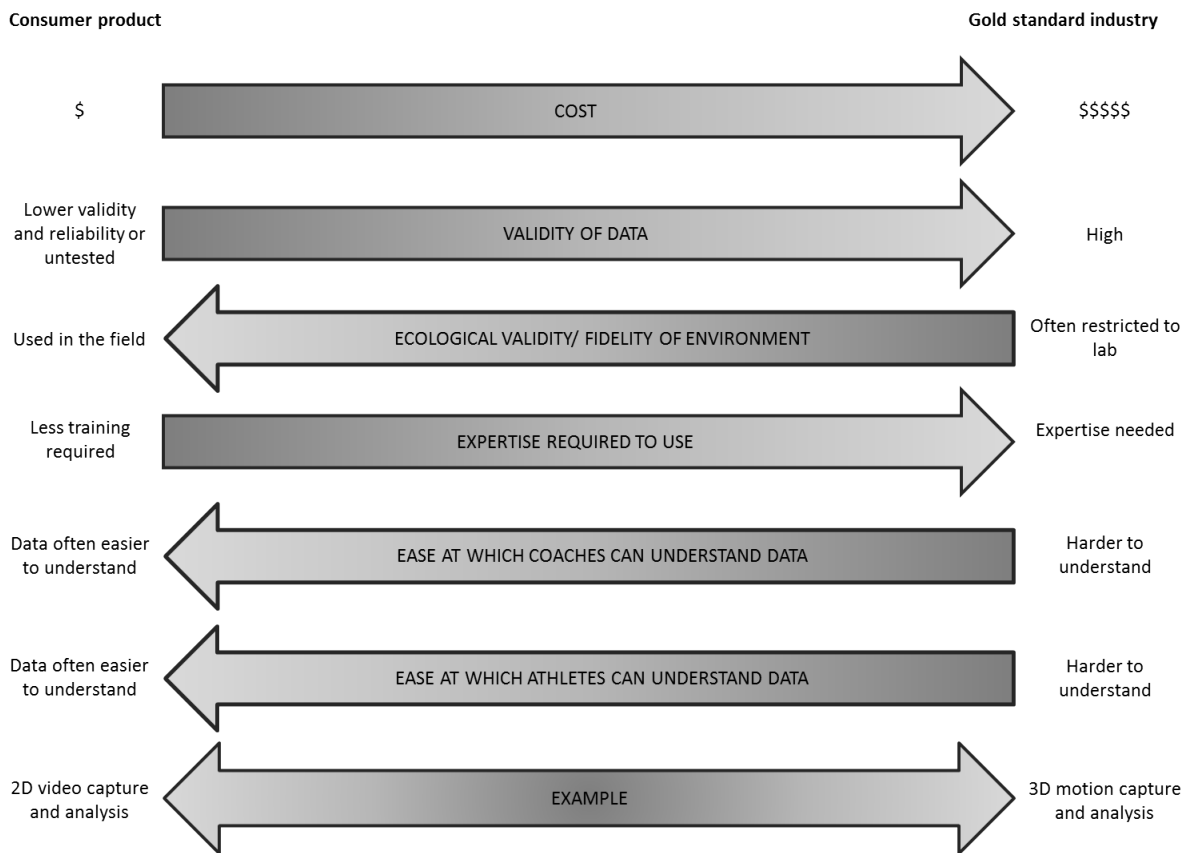 Consumer product
Gold standard industry
$
COST
$$$$$
Lower validity
and reliability or
untested
VALIDITY OF DATA
High
Used in the field
ECOLOGICAL VALIDITY/ FIDELITY OF ENVIRONMENT
Often restricted to
lab
Less training
required
EXPERTISE REQUIRED TO USE
Expertise needed
Data often easier
to understand
EASE AT WHICH COACHES CAN UNDERSTAND DATA
Harder to
understand
Data often easier
to understand
EASE AT WHICH ATHLETES CAN UNDERSTAND DATA
Harder to
understand
2D video capture
and analysis
EXAMPLE
3D motion capture
and analysis